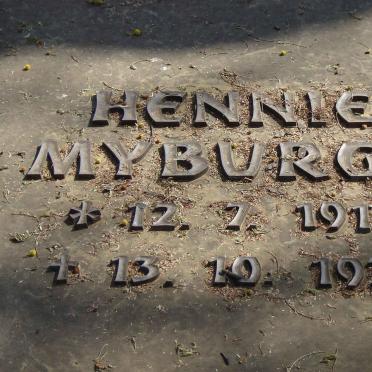 HENNIE
MYBURG
* 12. 7. 191
† 13. 10. 19